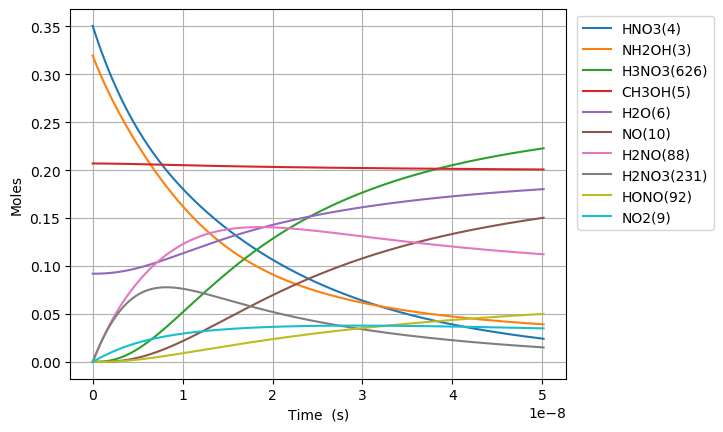 0.35
0.30
0.25
0.20
0.15
0.10
0.05
0.00
Moles
0 1 2 3 4 5
1e−8
Time (s)
HNO3(4)
NH2OH(3)
H3NO3(626)
CH3OH(5)
H2O(6)
NO(10)
H2NO(88)
H2NO3(231)
HONO(92)
NO2(9)